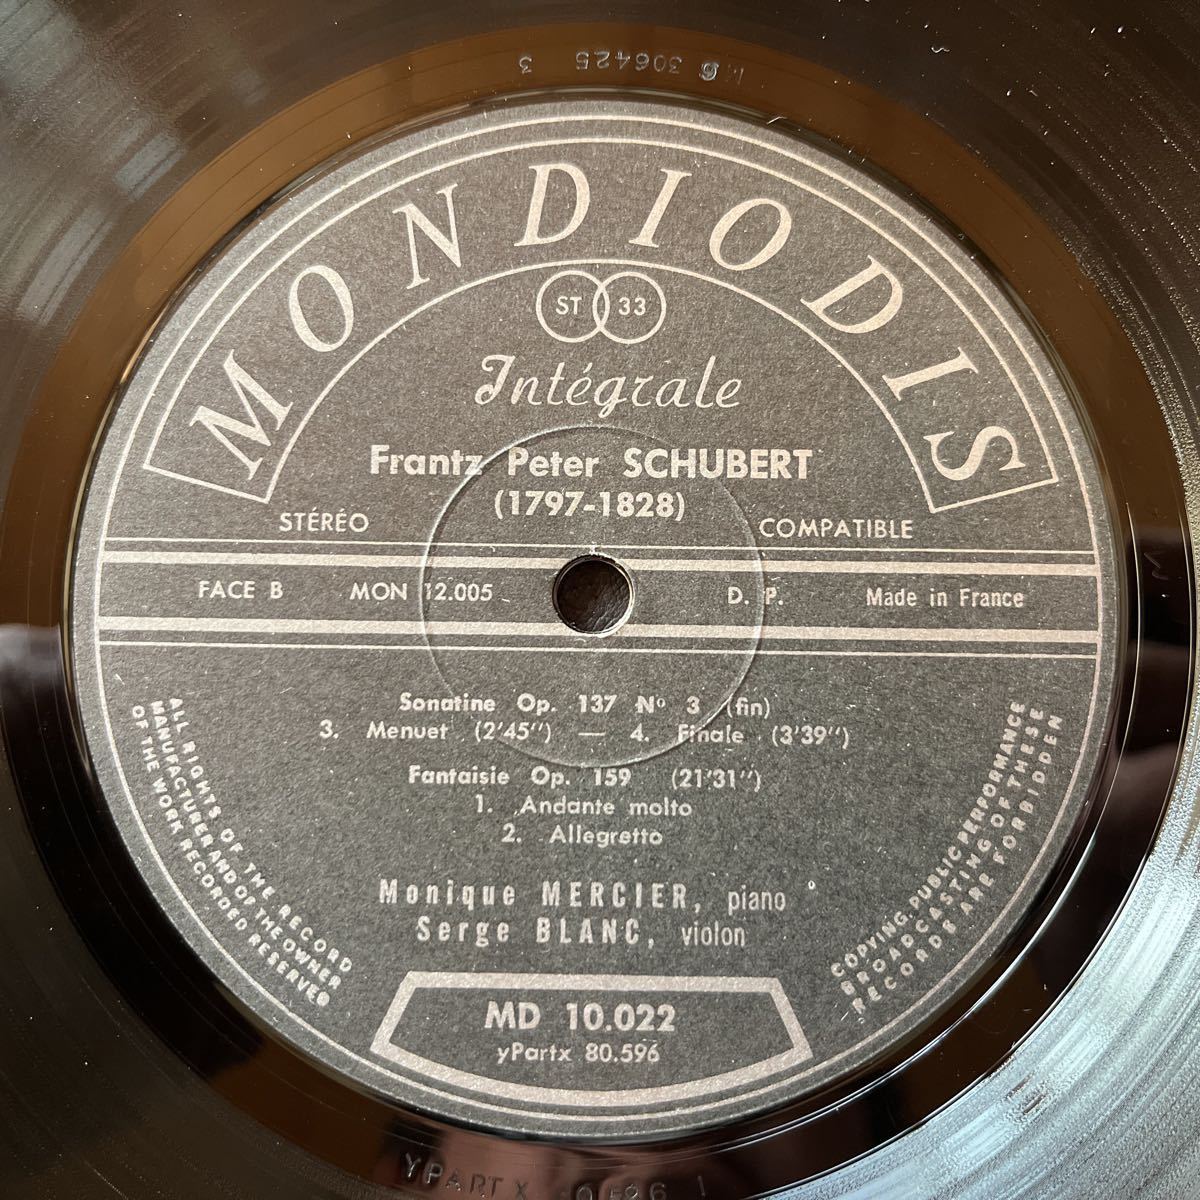 306425 3
MONDIODIS
ST 33
Intégrale
Frantz Peter SCHUBERT
(1797-1828)
STÉRÉO COMPATIBLE
FACE B MON 12.005 D. P. Made in France
Sonatine Op. 137 No 3 (fin)
3. Menuet (2'45") — 4. Finale (3'39")
Fantaisie Op. 159 (21'31")
1. Andante molto
2. Allegretto
Monique MERCIER, piano
Serge BLANC, violon
ALL RIGHTS OF THE RECORD
MANUFACTURER AND OF THE OWNER
OF THE WORK RECORDED RESERVED
COPYING, PUBLIC PERFORMANCE
BROADCASTING OF THESE
RECORDS ARE FORBIDDEN
MD 10.022
yPartx 80.596
YPART X